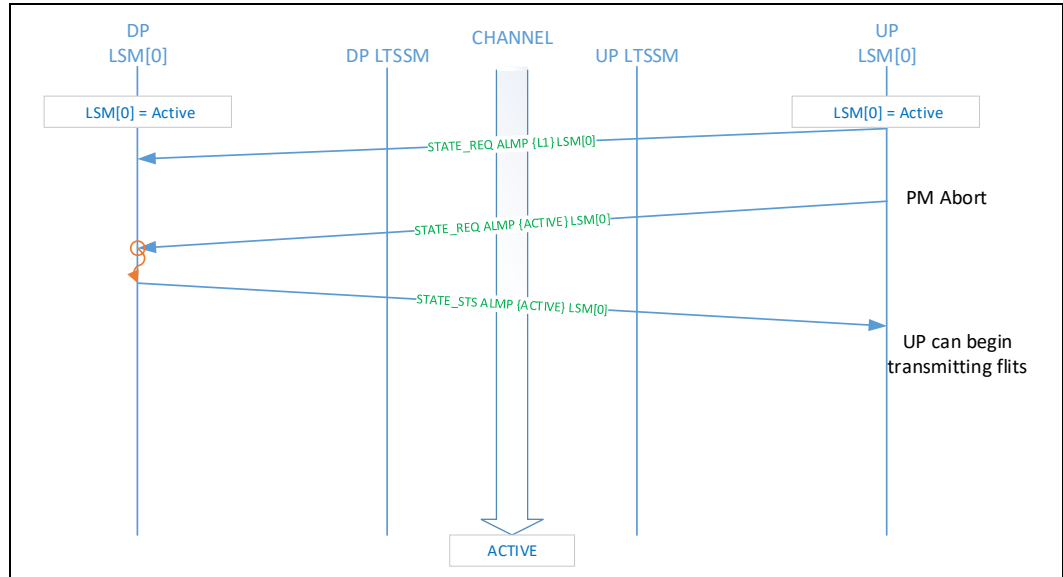 DP
LSM[0]
DP LTSSM
CHANNEL
UP LTSSM
UP
LSM[0]
LSM[0] = Active
LSM[0] = Active
STATE_REQ ALMP {L1} LSM[0]
PM Abort
STATE_REQ ALMP {ACTIVE} LSM[0]
STATE_STS ALMP {ACTIVE} LSM[0]
UP can begin
transmitting flits
ACTIVE